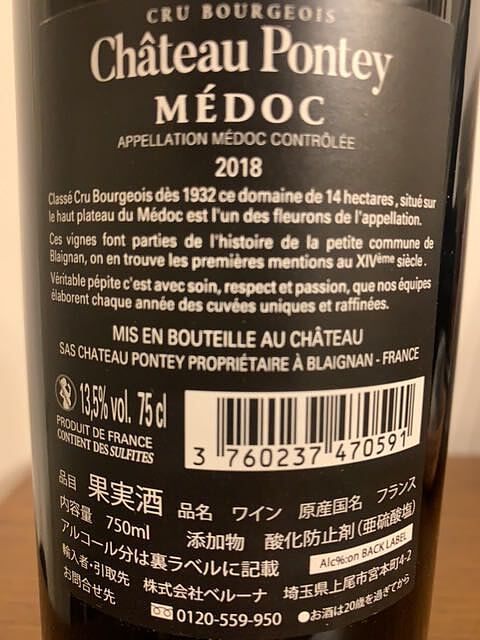 CRU BOURGEOIS
Château Pontey
MÉDOC
APPELLATION MÉDOC CONTRÔLÉE
2018
Classé Cru Bourgeois dès 1932 ce domaine de 14 hectares, situé sur
le haut plateau du Médoc est l'un des fleurons de l'appellation.
Ces vignes font parties de l'histoire de la petite commune de
Blaignan, on en trouve les premières mentions au XIVème siècle.
Véritable pépite c'est avec soin, respect et passion, que nos équipes
élaborent chaque année des cuvées uniques et raffinées.
MIS EN BOUTEILLE AU CHÂTEAU
SAS CHATEAU PONTEY PROPRIÉTAIRE À BLAIGNAN - FRANCE
13,5% vol. 75 cl
PRODUIT DE FRANCE
CONTIENT DES SULFITES
3 760237 470591
品目 果実酒 品名 ワイン 原産国名 フランス
内容量 750ml 添加物 酸化防止剤(亜硫酸塩)
アルコール分は裏ラベルに記載 Alc%:on BACK LABEL
輸入者・引取先 株式会社ベルーナ 埼玉県上尾市宮本町4-2
お問合せ先 0120-559-950 ●お酒は20歳を過ぎてから